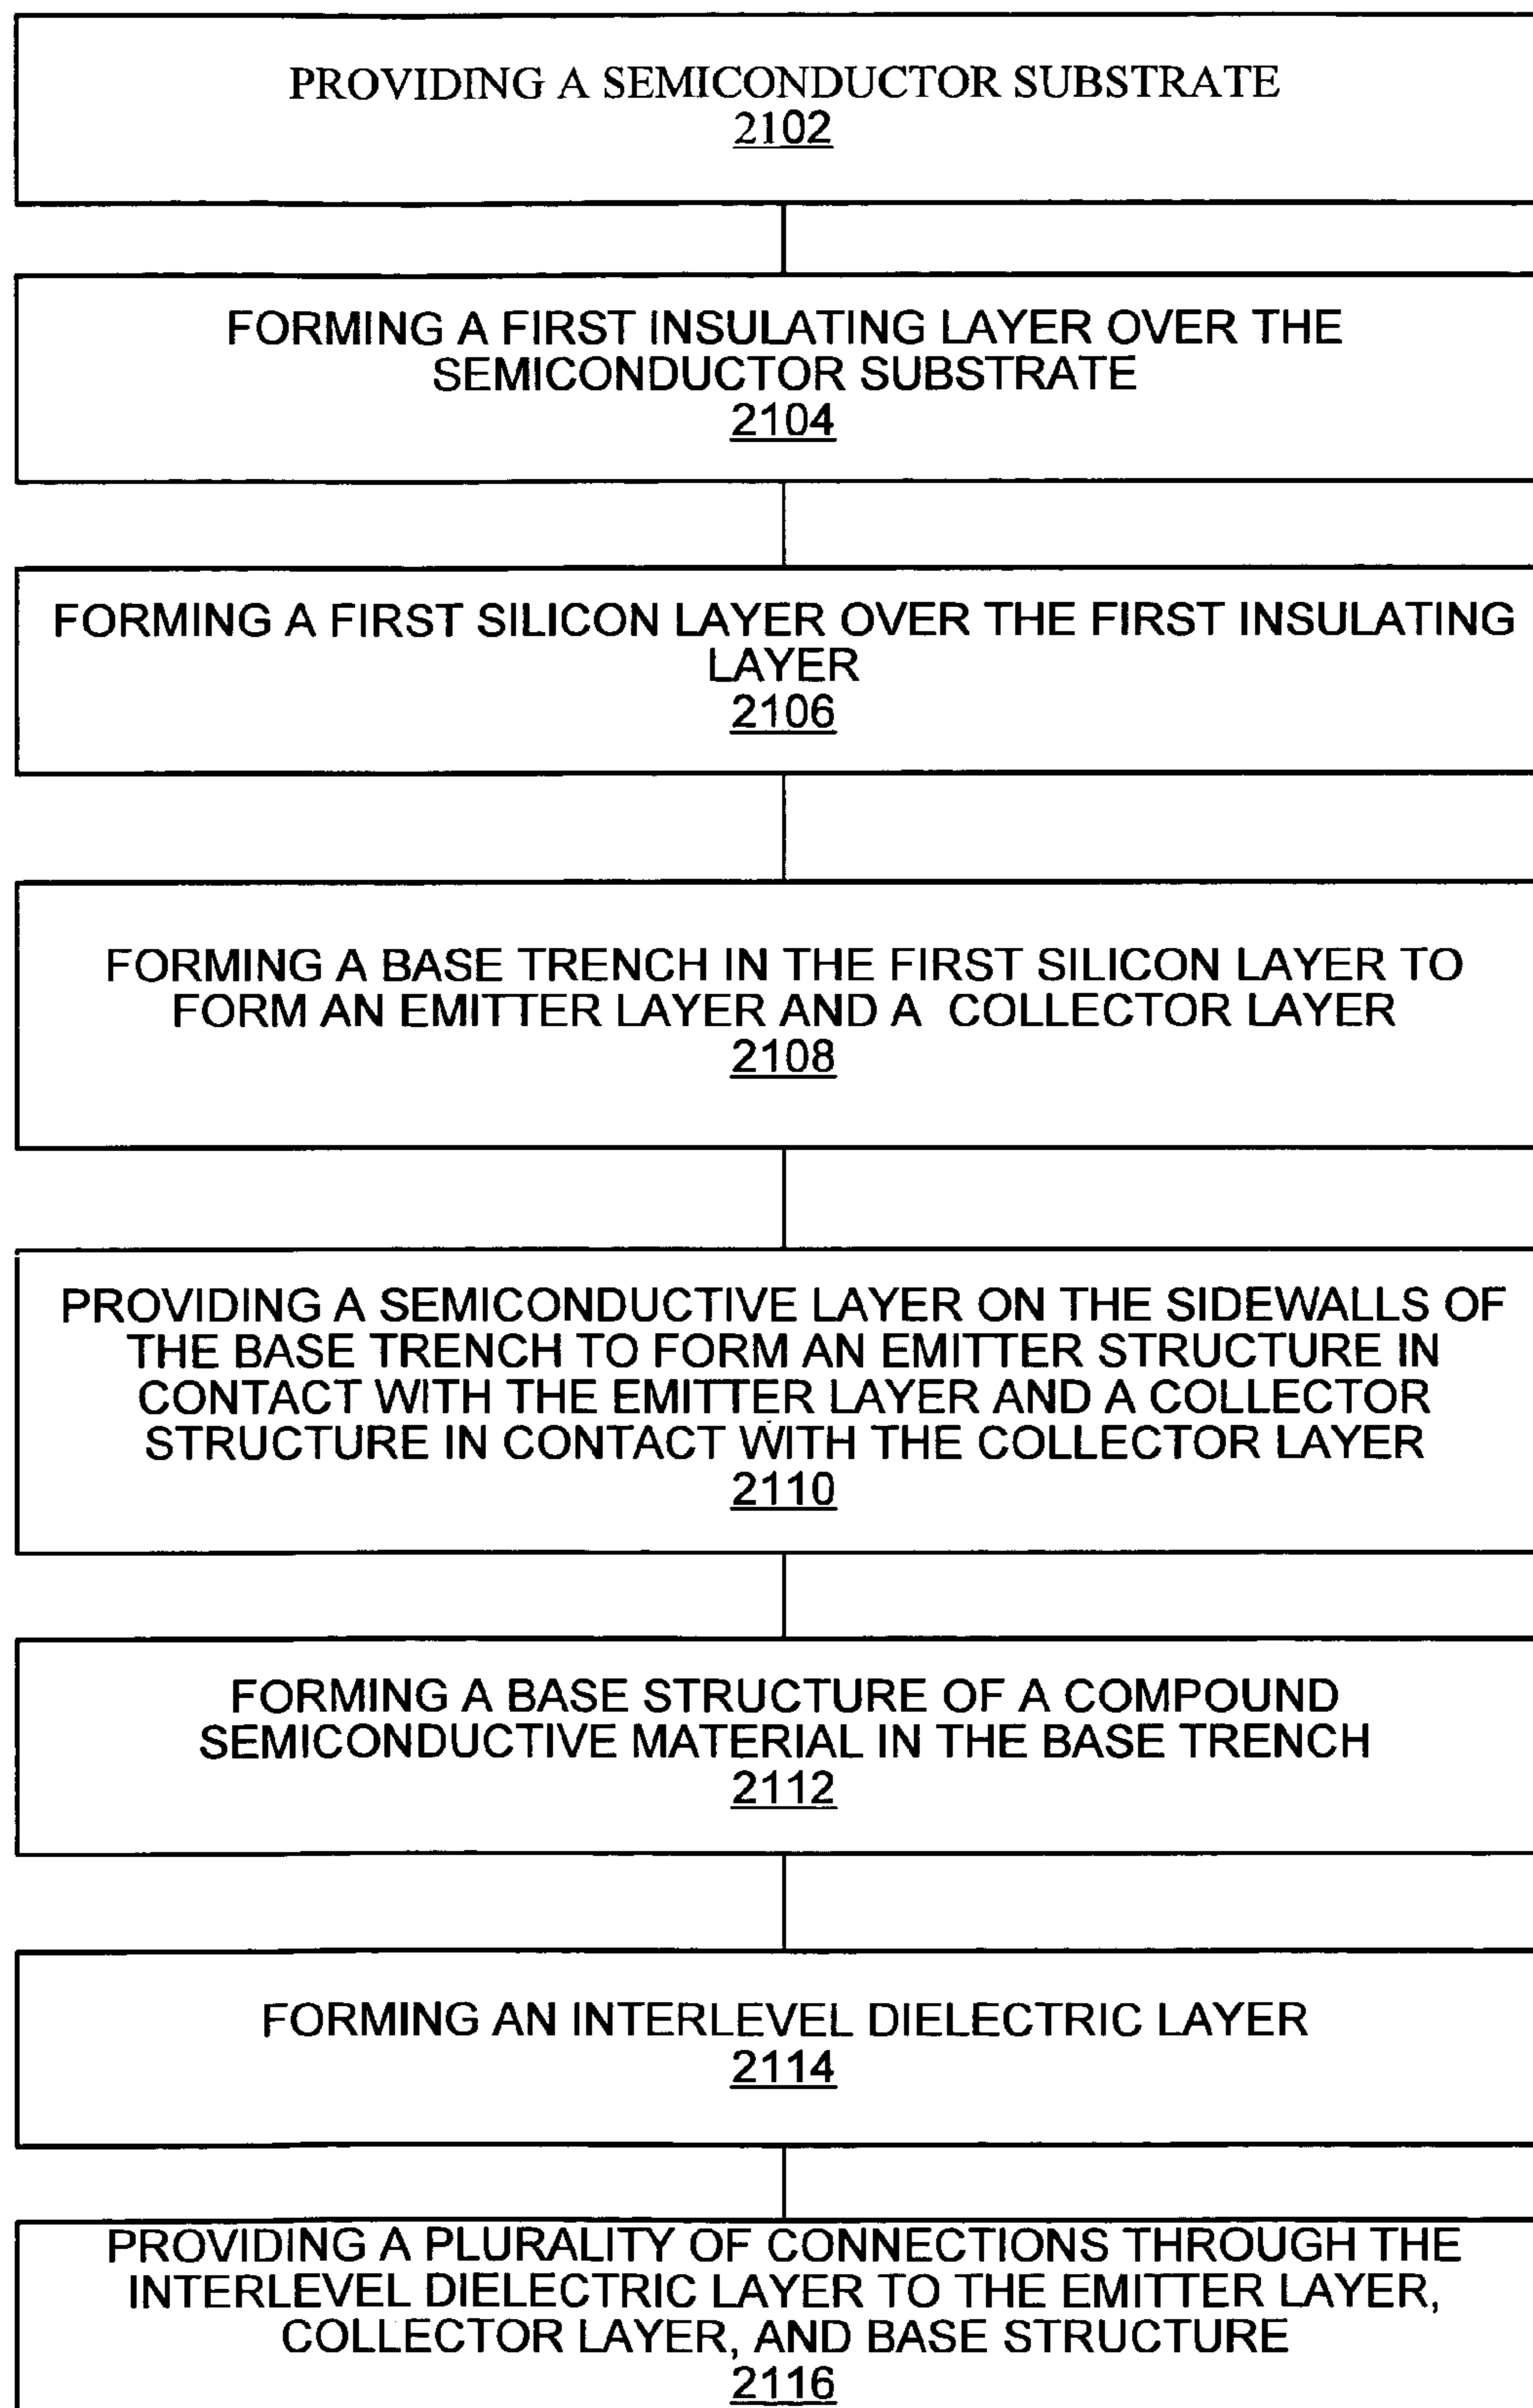 PROVIDING A SEMICONDUCTOR SUBSTRATE
2102
FORMING A FIRST INSULATING LAYER OVER THE
SEMICONDUCTOR SUBSTRATE
2104
FORMING A FIRST SILICON LAYER OVER THE FIRST INSULATING
LAYER
2106
FORMING A BASE TRENCH IN THE FIRST SILICON LAYER TO
FORM AN EMITTER LAYER AND A COLLECTOR LAYER
2108
PROVIDING A SEMICONDUCTIVE LAYER ON THE SIDEWALLS OF
THE BASE TRENCH TO FORM AN EMITTER STRUCTURE IN
CONTACT WITH THE EMITTER LAYER AND A COLLECTOR
STRUCTURE IN CONTACT WITH THE COLLECTOR LAYER
2110
FORMING A BASE STRUCTURE OF A COMPOUND
SEMICONDUCTIVE MATERIAL IN THE BASE TRENCH
2112
FORMING AN INTERLEVEL DIELECTRIC LAYER
2114
PROVIDING A PLURALITY OF CONNECTIONS THROUGH THE
INTERLEVEL DIELECTRIC LAYER TO THE EMITTER LAYER,
COLLECTOR LAYER, AND BASE STRUCTURE
2116